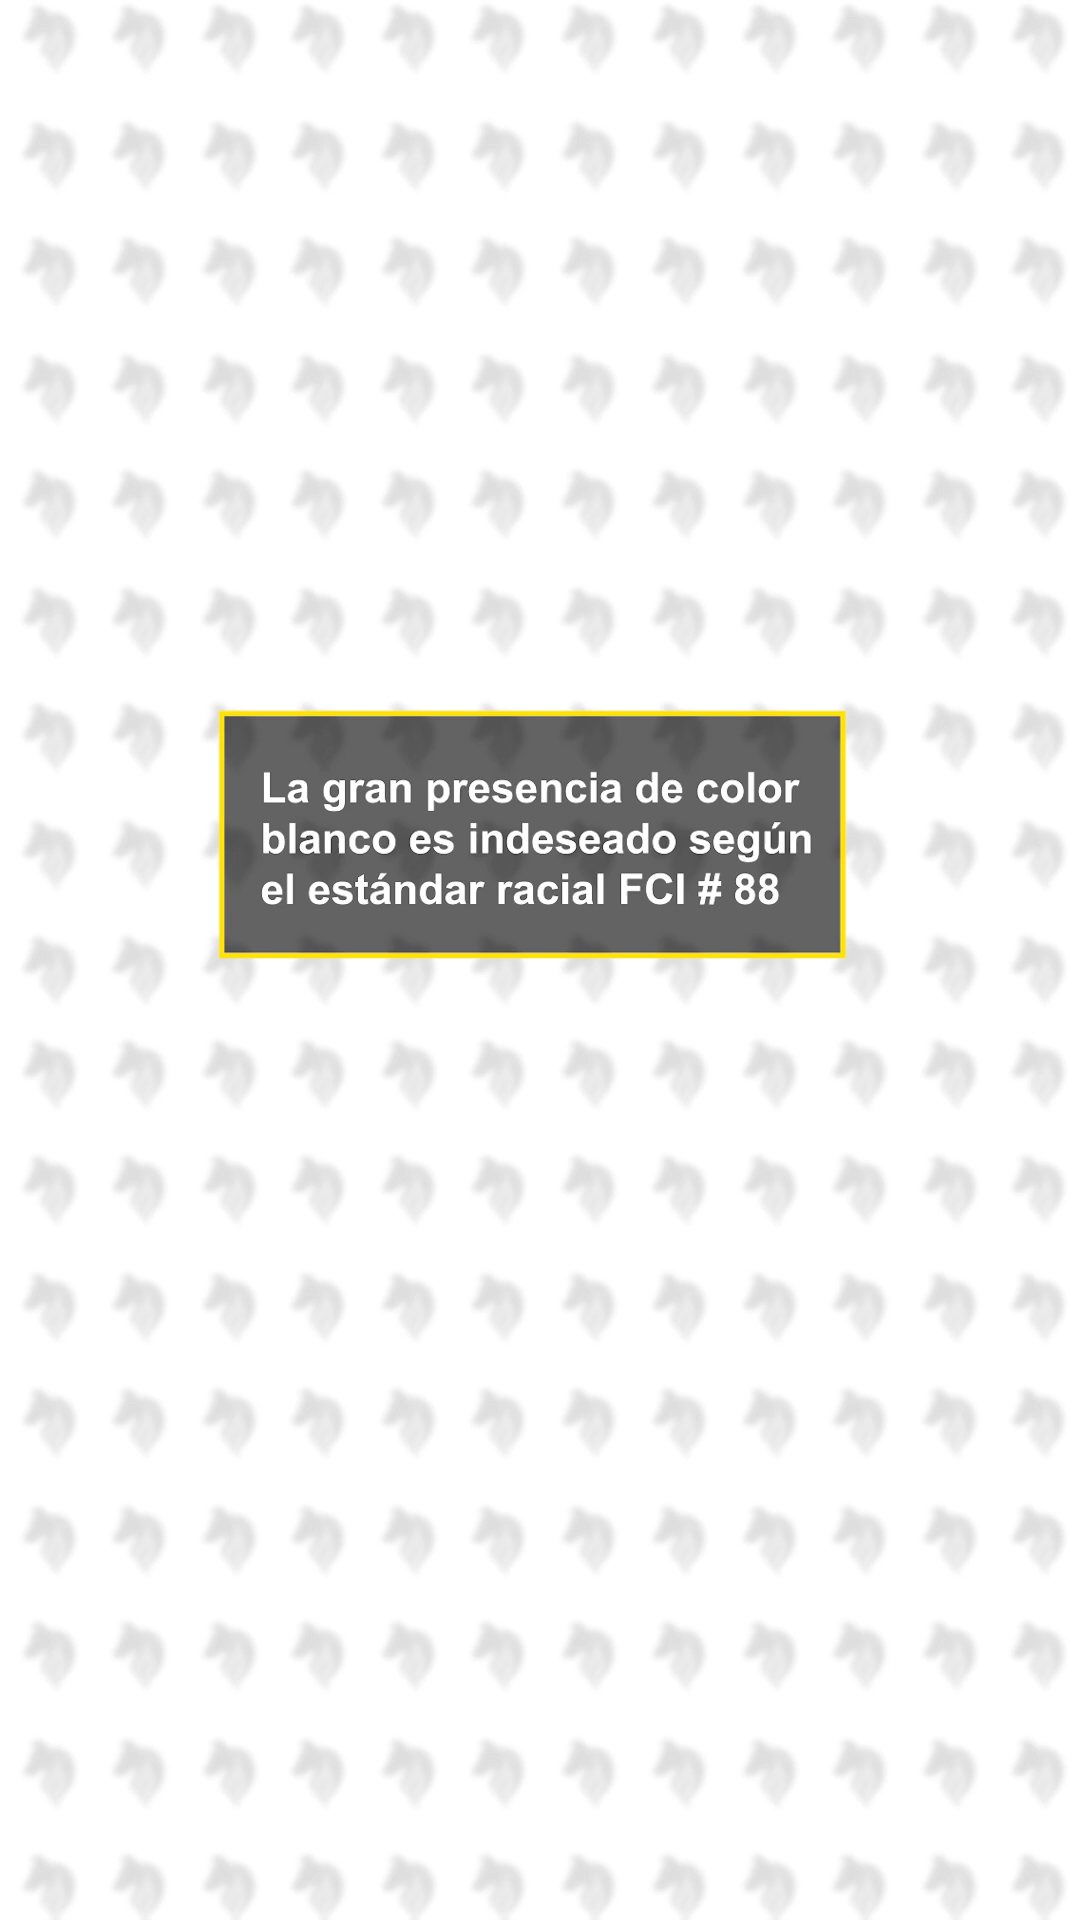 La gran presencia de color
blanco es indeseado según
el estándar racial FCI # 88